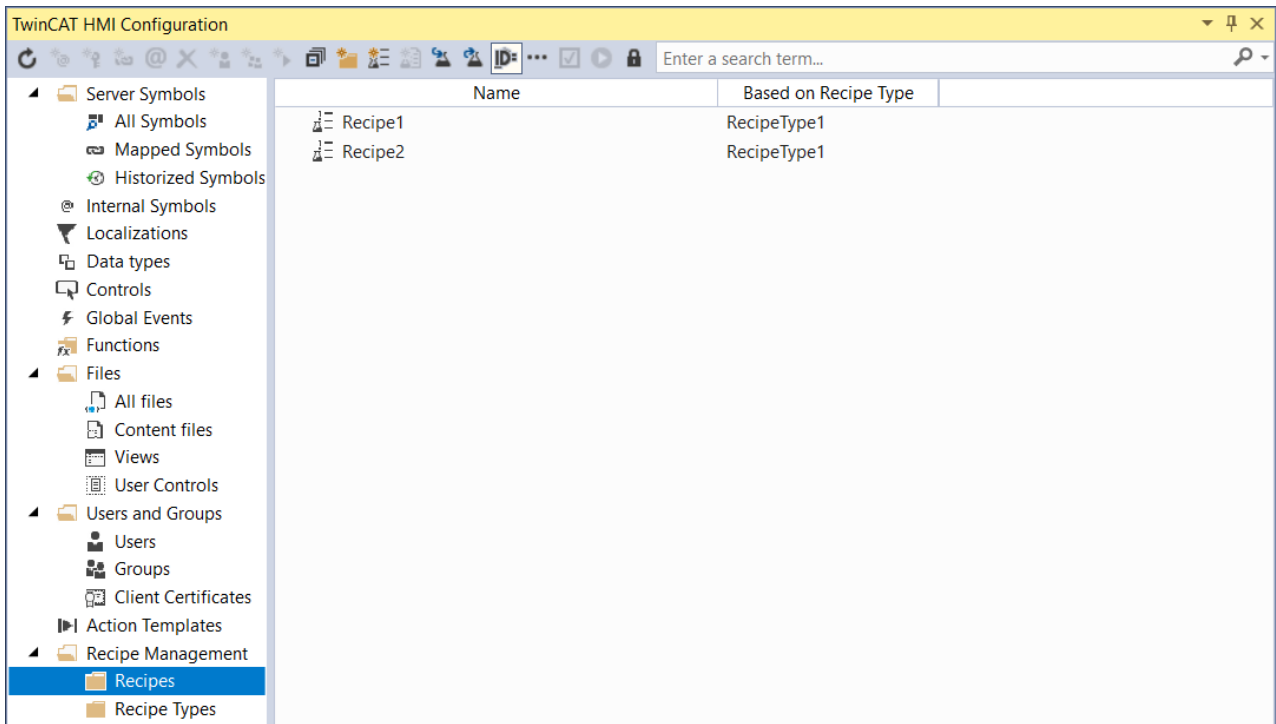 TwinCAT HMI Configuration
Enter a search term...
Server Symbols
All Symbols
Mapped Symbols
Historized Symbols
Internal Symbols
Localizations
Data types
Controls
Global Events
Functions
Files
All files
Content files
Views
User Controls
Users and Groups
Users
Groups
Client Certificates
Action Templates
Recipe Management
Recipes
Recipe Types
Name Based on Recipe Type
Recipe1 RecipeType1
Recipe2 RecipeType1